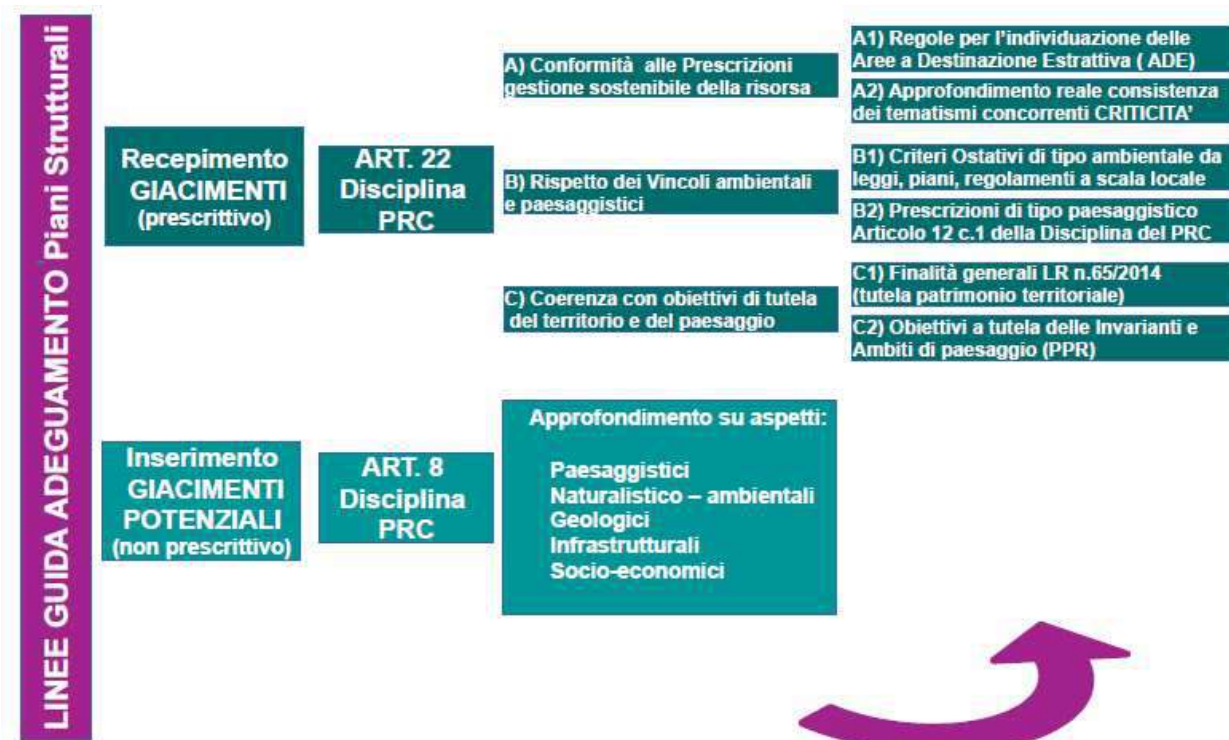 LINEE GUIDA ADEGUAMENTO Piani Strutturali
Recepimento
GIACIMENTI
(prescrittivo)
ART. 22
Disciplina
PRC
A) Conformità alle Prescrizioni
gestione sostenibile della risorsa
A1) Regole per l'individuazione delle
Aree a Destinazione Estrattiva ( ADE)
A2) Approfondimento reale consistenza
dei tematismi concorrenti CRITICITA'
B) Rispetto dei Vincoli ambientali
e paesaggistici
B1) Criteri Ostativi di tipo ambientale da
leggi, piani, regolamenti a scala locale
B2) Prescrizioni di tipo paesaggistico
Articolo 12 c.1 della Disciplina del PRC
C) Coerenza con obiettivi di tutela
del territorio e del paesaggio
C1) Finalità generali LR n.65/2014
(tutela patrimonio territoriale)
C2) Obiettivi a tutela delle Invarianti e
Ambiti di paesaggio (PPR)
Inserimento
GIACIMENTI
POTENZIALI
(non prescrittivo)
ART. 8
Disciplina
PRC
Approfondimento su aspetti:
Paesaggistici
Naturalistico – ambientali
Geologici
Infrastrutturali
Socio-economici